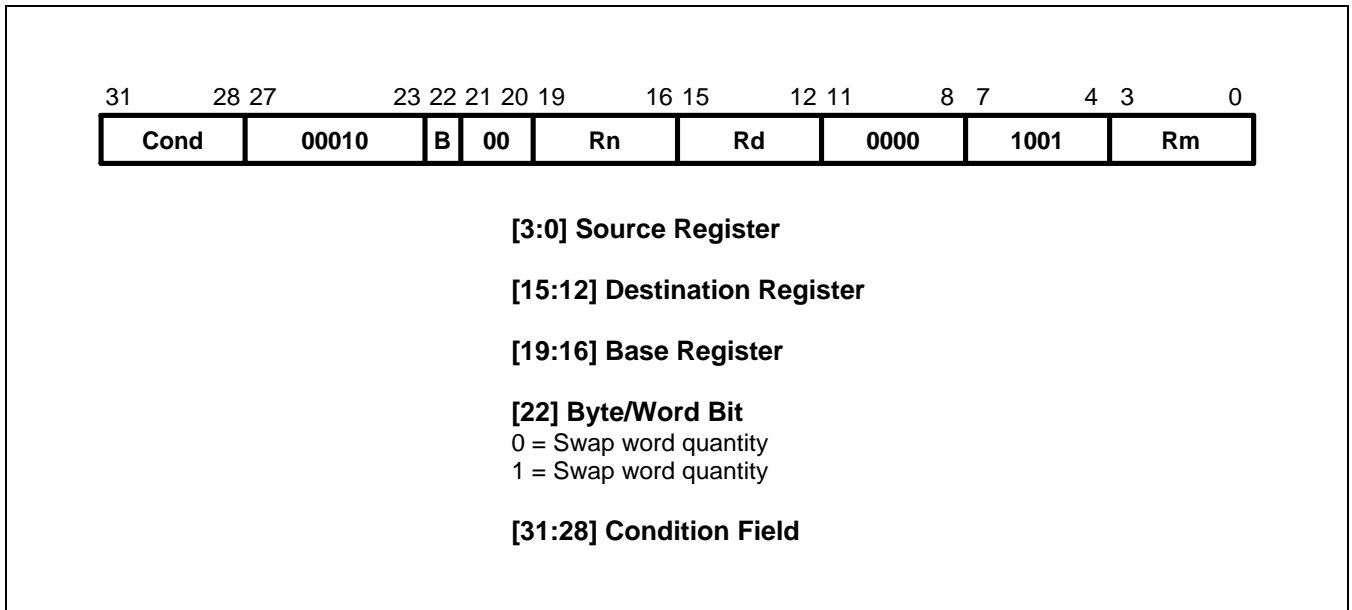 31 28 27 23 22 21 20 19 16 15 12 11 8 7 4 3 0
Cond 00010 B 00 Rn Rd 0000 1001 Rm
[3:0] Source Register
[15:12] Destination Register
[19:16] Base Register
[22] Byte/Word Bit
0 = Swap word quantity
1 = Swap word quantity
[31:28] Condition Field